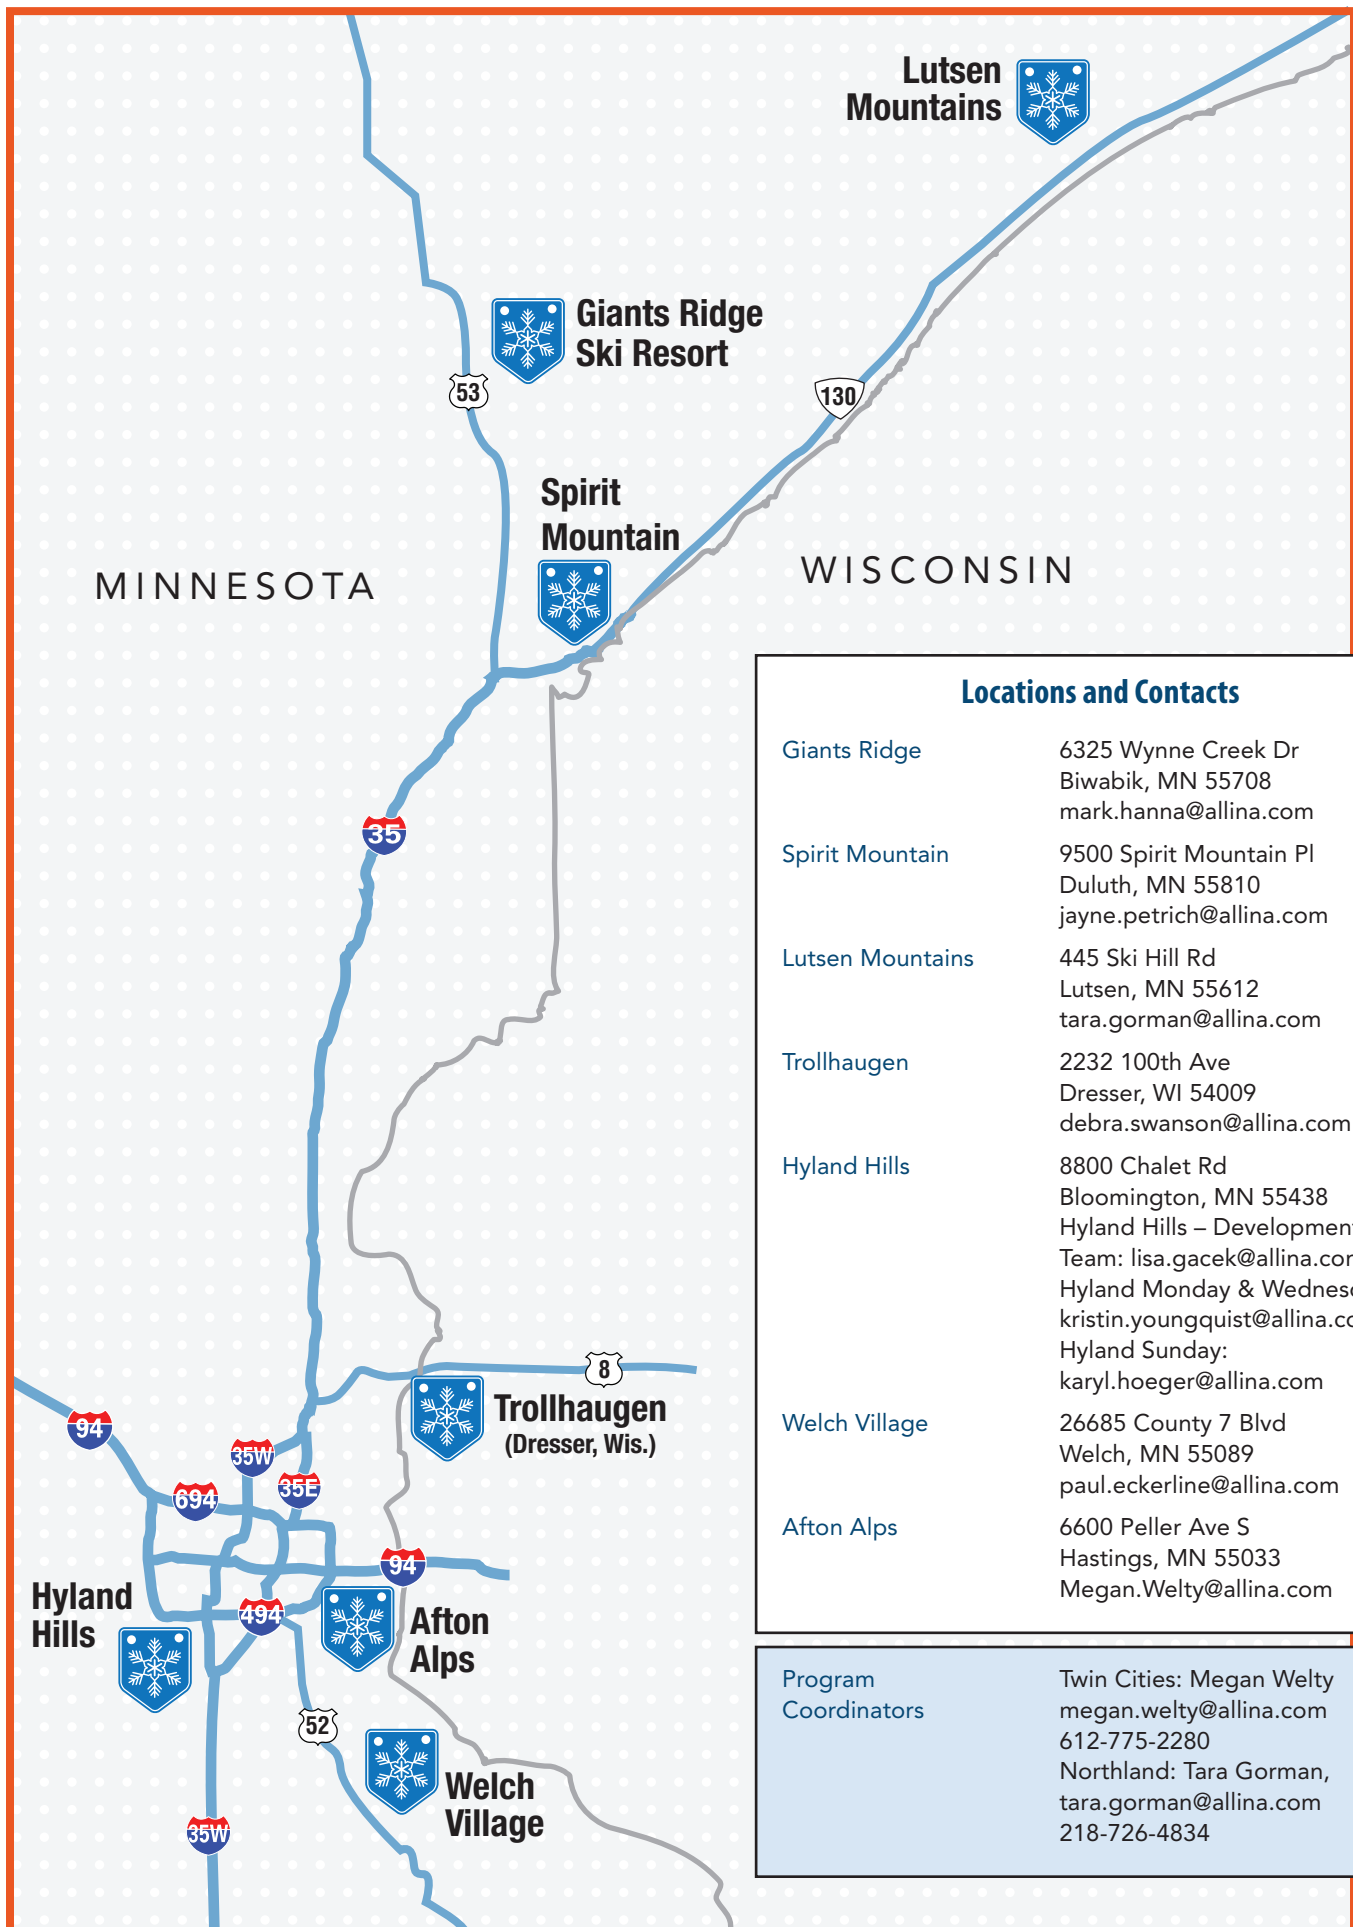 Lutsen
Mountains
Giants Ridge
Ski Resort
53
130
Spirit
Mountain
MINNESOTA
WISCONSIN
35
8
Trollhaugen
(Dresser, Wis.)
94
35W
35E
694
94
Hyland
Hills
494
Afton
Alps
52
Welch
Village
35W
Locations and Contacts
Giants Ridge
6325 Wynne Creek Dr
Biwabik, MN 55708
mark.hanna@allina.com
Spirit Mountain
9500 Spirit Mountain Pl
Duluth, MN 55810
jayne.petrich@allina.com
Lutsen Mountains
445 Ski Hill Rd
Lutsen, MN 55612
tara.gorman@allina.com
Trollhaugen
2232 100th Ave
Dresser, WI 54009
debra.swanson@allina.com
Hyland Hills
8800 Chalet Rd
Bloomington, MN 55438
Hyland Hills – Development
Team: lisa.gacek@allina.co
Hyland Monday & Wednes
kristin.youngquist@allina.co
Hyland Sunday:
karyl.hoeger@allina.com
Welch Village
26685 County 7 Blvd
Welch, MN 55089
paul.eckerline@allina.com
Afton Alps
6600 Peller Ave S
Hastings, MN 55033
Megan.Welty@allina.com
Program
Coordinators
Twin Cities: Megan Welty
megan.welty@allina.com
612-775-2280
Northland: Tara Gorman,
tara.gorman@allina.com
218-726-4834